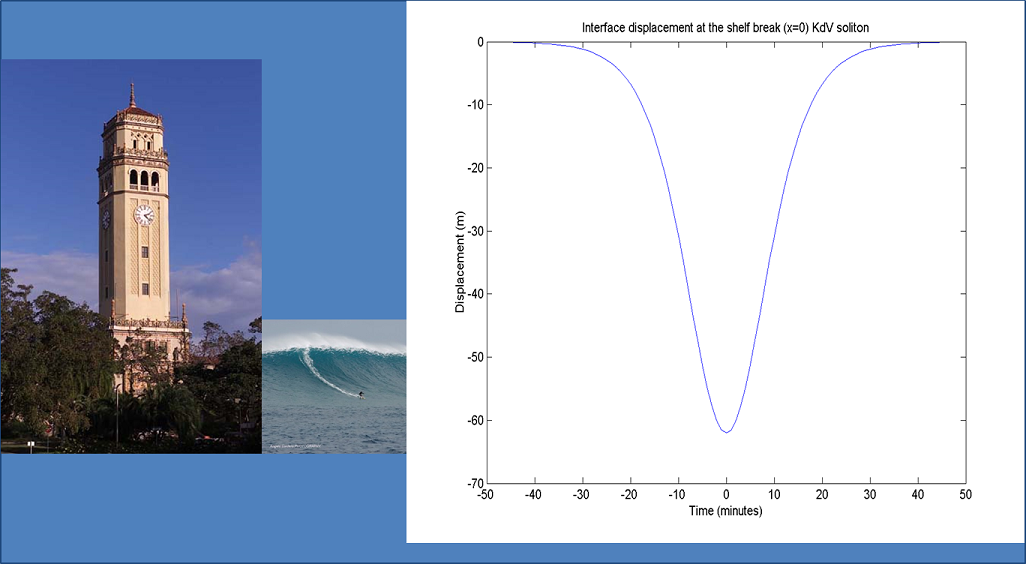 Interface displacement at the shelf break (x=0) KdV soliton
0
-10
-20
-30
-40
-50
-60
-70
Displacement (m)
-50 -40 -30 -20 -10 0 10 20 30 40 50
Time (minutes)